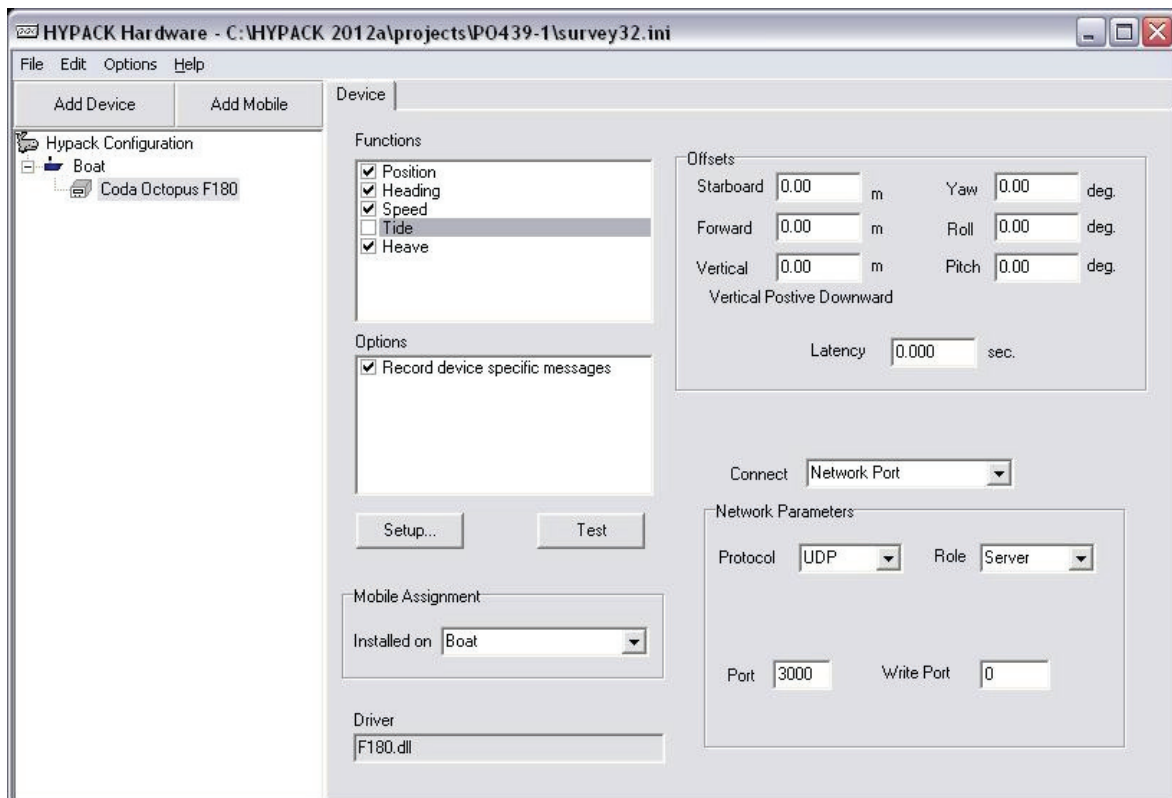 HYPACK Hardware - C:\HYPACK 2012a\projects\PO439-1\survey32.ini
File Edit Options Help
Add Device Add Mobile
Hypack Configuration
Boat
Coda Octopus F180
Device
Functions
Position
Heading
Speed
Tide
Heave
Options
Record device specific messages
Setup... Test
Mobile Assignment
Installed on Boat
Driver
F180.dll
Offsets
Starboard 0.00 m Yaw 0.00 deg.
Forward 0.00 m Roll 0.00 deg.
Vertical 0.00 m Pitch 0.00 deg.
Vertical Postive Downward
Latency 0.000 sec.
Connect Network Port
Network Parameters
Protocol UDP Role Server
Port 3000 Write Port 0